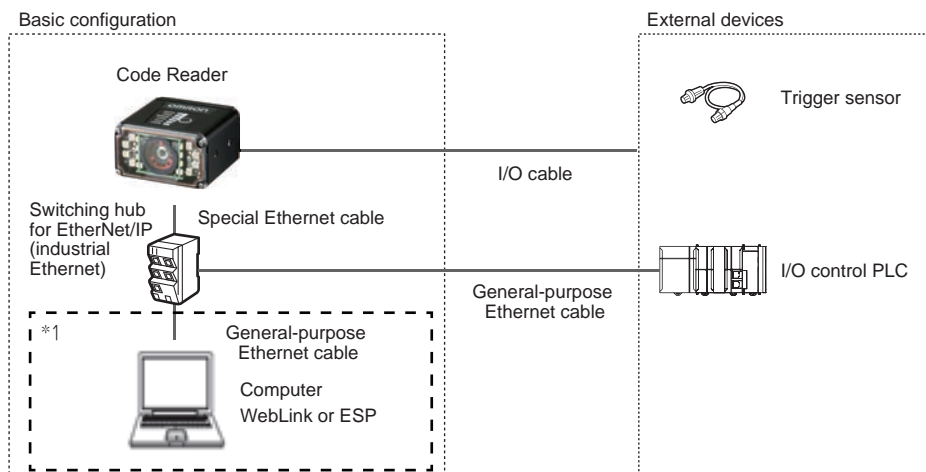 Basic configuration
External devices
Code Reader
omron
Trigger sensor
I/O cable
Switching hub
for EtherNet/IP
(industrial
Ethernet)
Special Ethernet cable
I/O control PLC
General-purpose
Ethernet cable
*1
General-purpose
Ethernet cable
Computer
WebLink or ESP